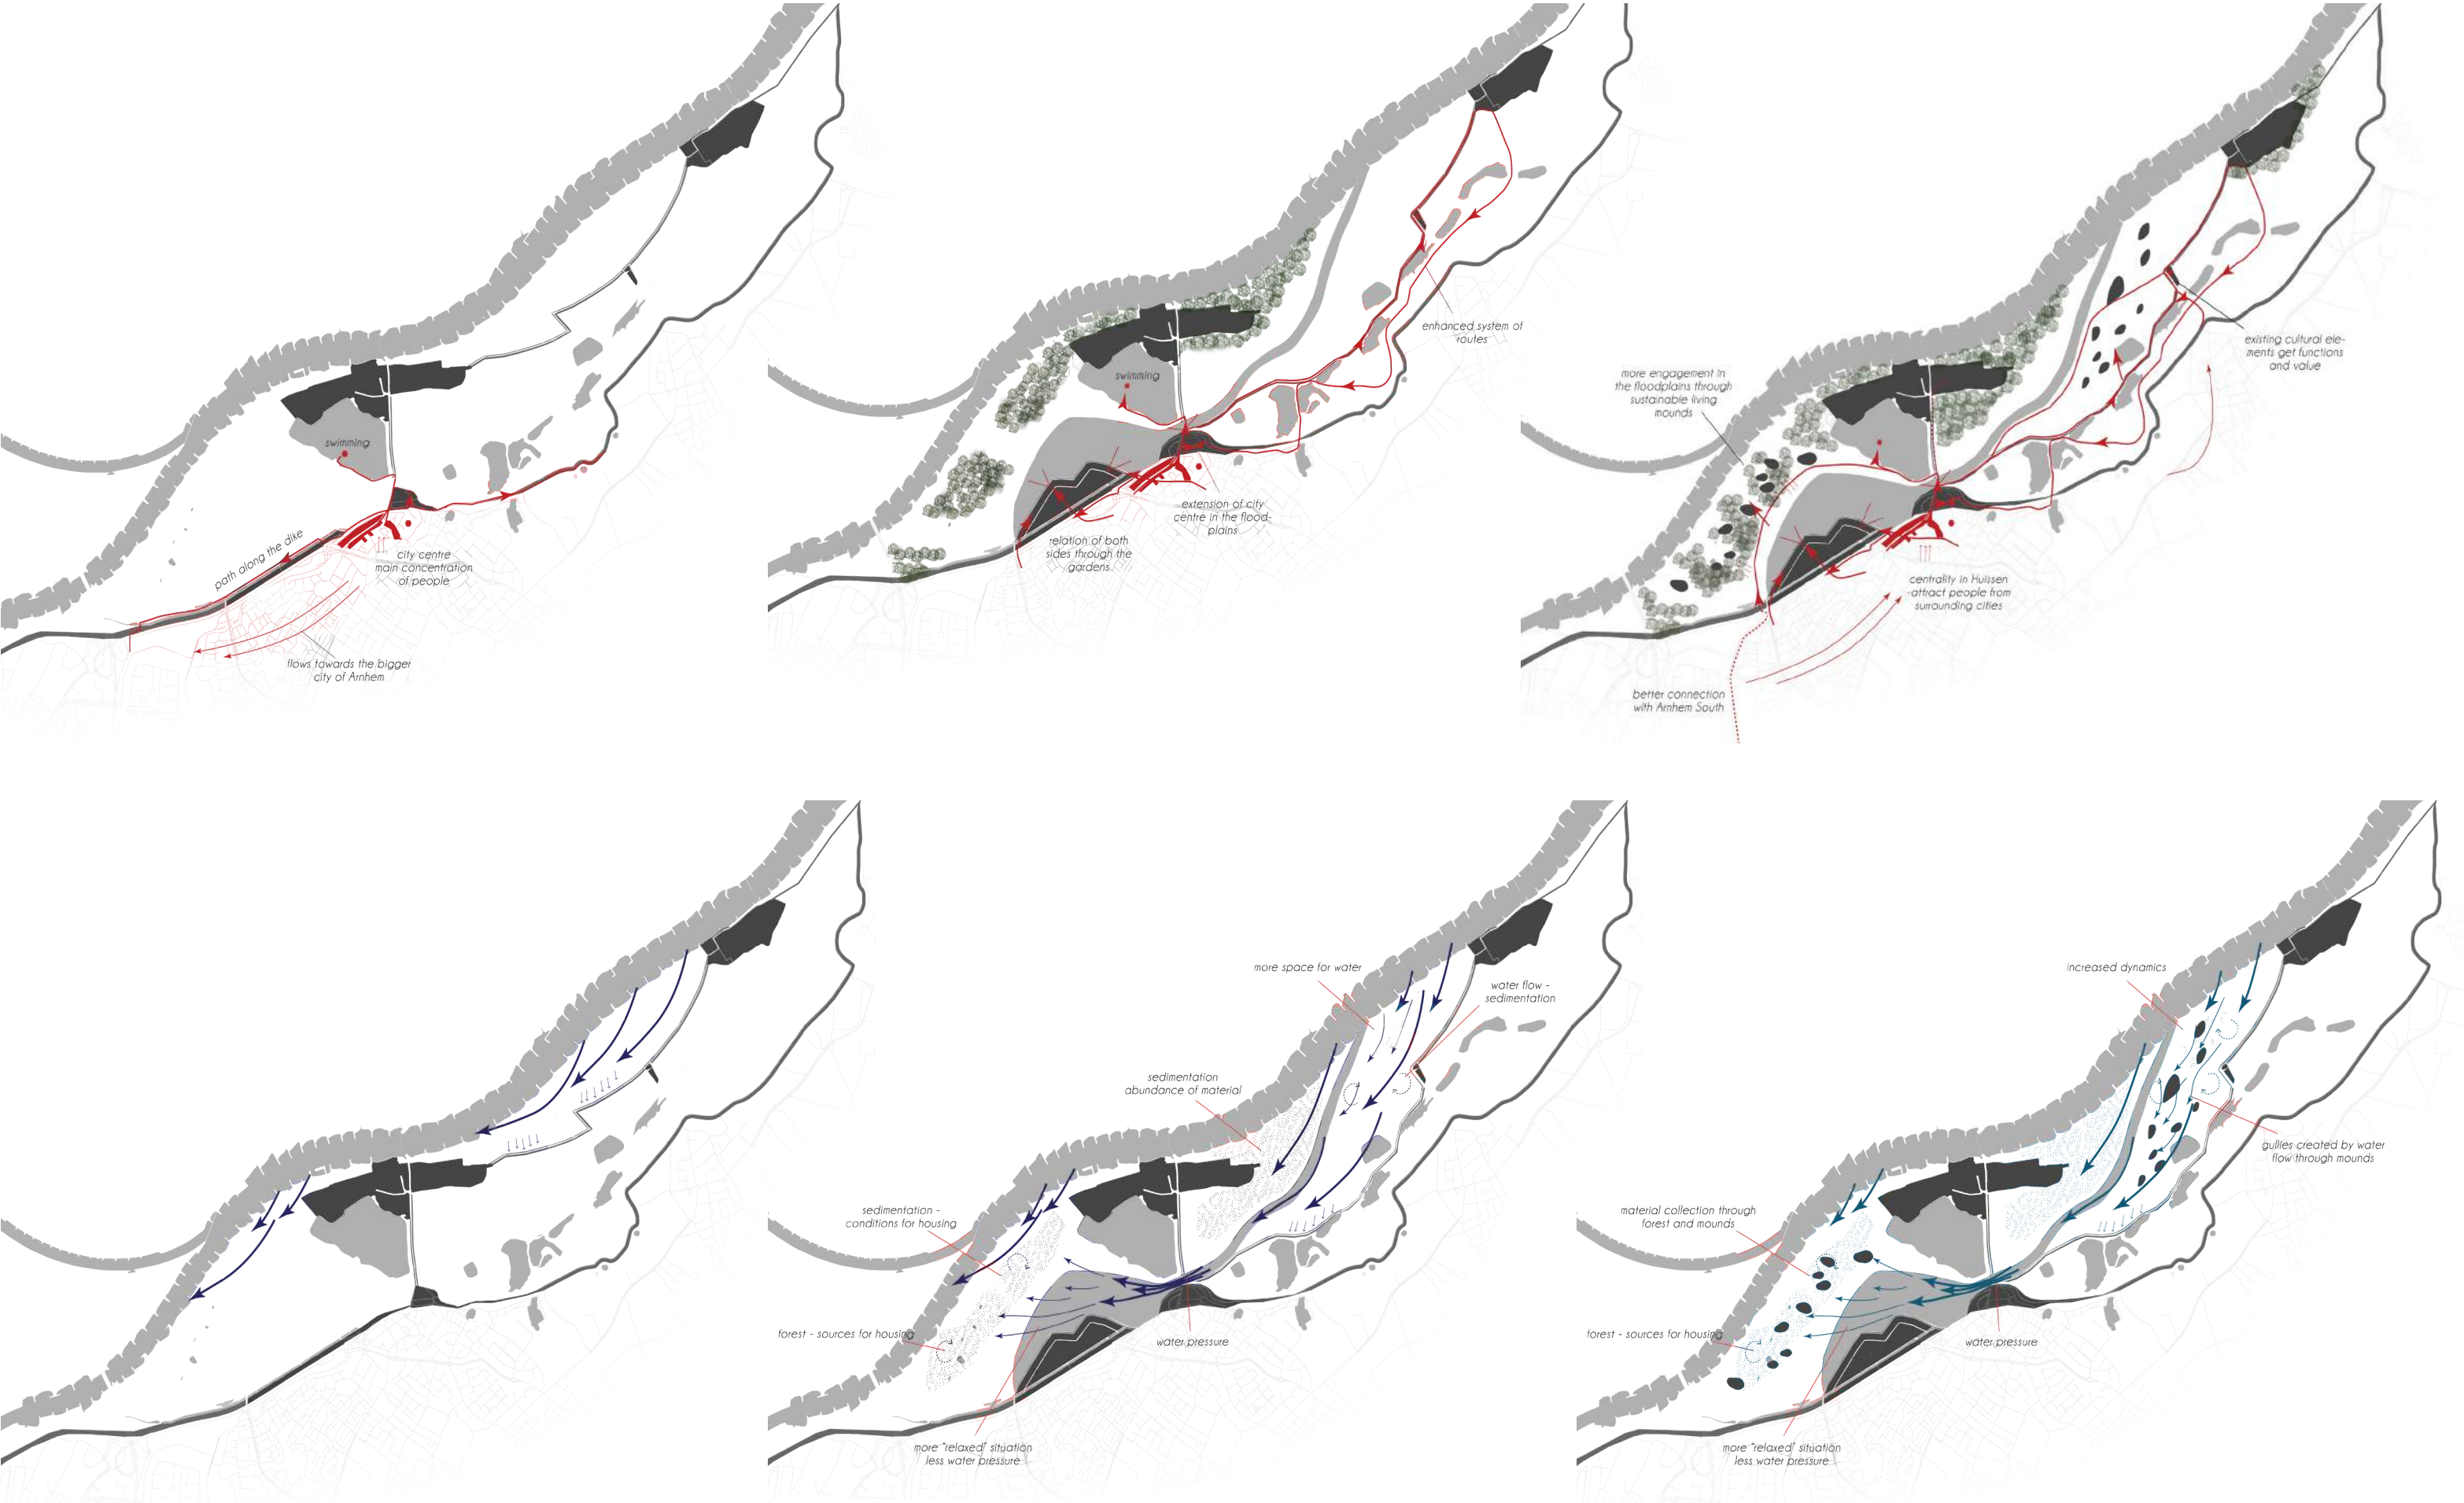 swimming
path along the dike
city centre
main concentration
of people
flows towards the bigger
city of Arnhem
enhanced system of
routes
swimming
extension of city
centre in the flood-
plains
relation of both
sides through the
gardens
existing cultural ele-
ments get functions
and value
more engagement in
the floodplains through
sustainable living
mounds
centrality in Huissen
-attract people from
surrounding cities
better connection
with Arnhem South
more space for water
water flow -
sedimentation
sedimentation
abundance of material
sedimentation -
conditions for housing
forest - sources for housing
water pressure
more "relaxed" situation
less water pressure
increased dynamics
gullies created by water
flow through mounds
material collection through
forest and mounds
forest - sources for housing
water pressure
more "relaxed" situation
less water pressure